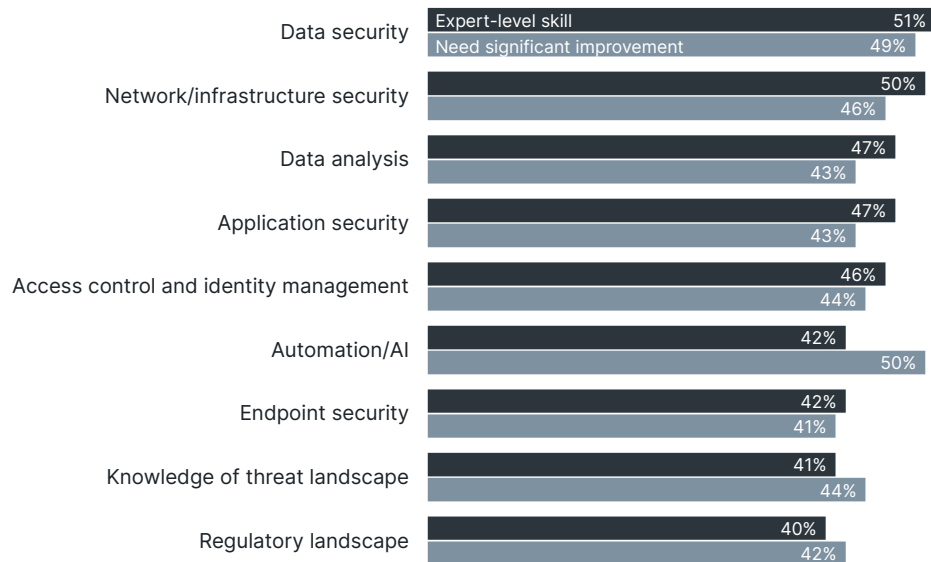 Data security
Expert-level skill 51%
Need significant improvement 49%
Network/infrastructure security
50%
46%
Data analysis
47%
43%
Application security
47%
43%
Access control and identity management
46%
44%
Automation/AI
42%
50%
Endpoint security
42%
41%
Knowledge of threat landscape
41%
44%
Regulatory landscape
40%
42%